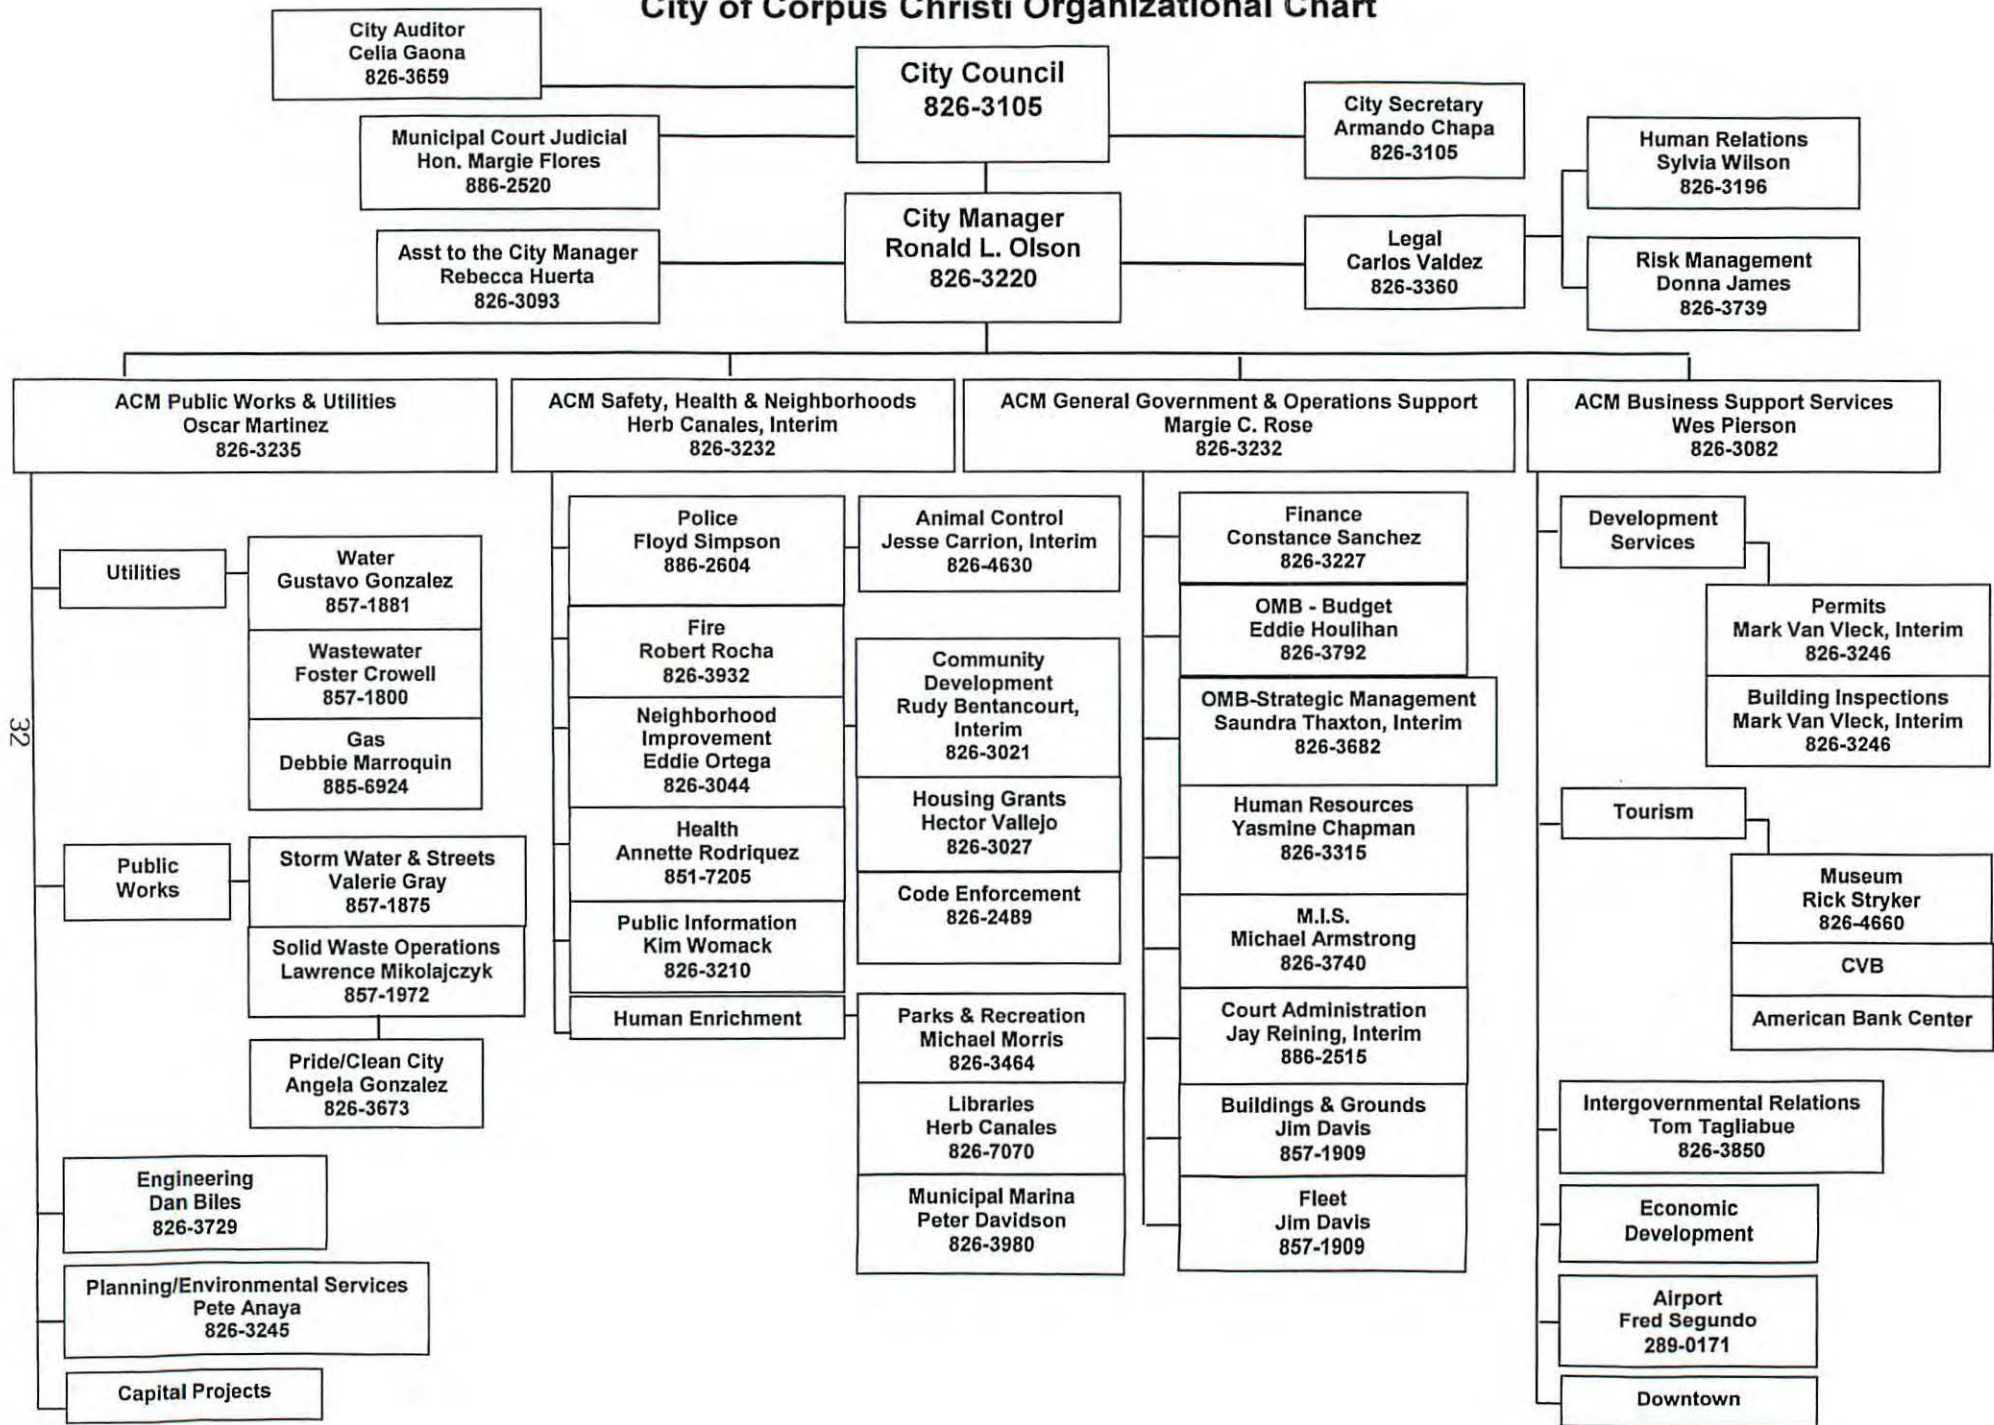 City of Corpus Christi Organizational Chart
City Auditor
Celia Gaona
826-3659
City Council
826-3105
City Secretary
Armando Chapa
826-3105
Municipal Court Judicial
Hon. Margie Flores
886-2520
Human Relations
Sylvia Wilson
826-3196
City Manager
Ronald L. Olson
826-3220
Asst to the City Manager
Rebecca Huerta
826-3093
Legal
Carlos Valdez
826-3360
Risk Management
Donna James
826-3739
ACM Public Works & Utilities
Oscar Martinez
826-3235
ACM Safety, Health & Neighborhoods
Herb Canales, Interim
826-3232
ACM General Government & Operations Support
Margie C. Rose
826-3232
ACM Business Support Services
Wes Pierson
826-3082
Utilities
Water
Gustavo Gonzalez
857-1881
Wastewater
Foster Crowell
857-1800
Gas
Debbie Marroquin
885-6924
Public
Works
Storm Water & Streets
Valerie Gray
857-1875
Solid Waste Operations
Lawrence Mikolajczyk
857-1972
Pride/Clean City
Angela Gonzalez
826-3673
Engineering
Dan Biles
826-3729
Planning/Environmental Services
Pete Anaya
826-3245
Capital Projects
Police
Floyd Simpson
886-2604
Animal Control
Jesse Carrion, Interim
826-4630
Fire
Robert Rocha
826-3932
Neighborhood
Improvement
Eddie Ortega
826-3044
Community
Development
Rudy Bentancourt,
Interim
826-3021
Housing Grants
Hector Vallejo
826-3027
Code Enforcement
826-2489
Health
Annette Rodriquez
851-7205
Public Information
Kim Womack
826-3210
Human Enrichment
Parks & Recreation
Michael Morris
826-3464
Libraries
Herb Canales
826-7070
Municipal Marina
Peter Davidson
826-3980
Finance
Constance Sanchez
826-3227
OMB - Budget
Eddie Houlihan
826-3792
OMB-Strategic Management
Saundra Thaxton, Interim
826-3682
Human Resources
Yasmine Chapman
826-3315
M.I.S.
Michael Armstrong
826-3740
Court Administration
Jay Reining, Interim
886-2515
Buildings & Grounds
Jim Davis
857-1909
Fleet
Jim Davis
857-1909
Development
Services
Permits
Mark Van Vleck, Interim
826-3246
Building Inspections
Mark Van Vleck, Interim
826-3246
Tourism
Museum
Rick Stryker
826-4660
CVB
American Bank Center
Intergovernmental Relations
Tom Tagliabue
826-3850
Economic
Development
Airport
Fred Segundo
289-0171
Downtown
32